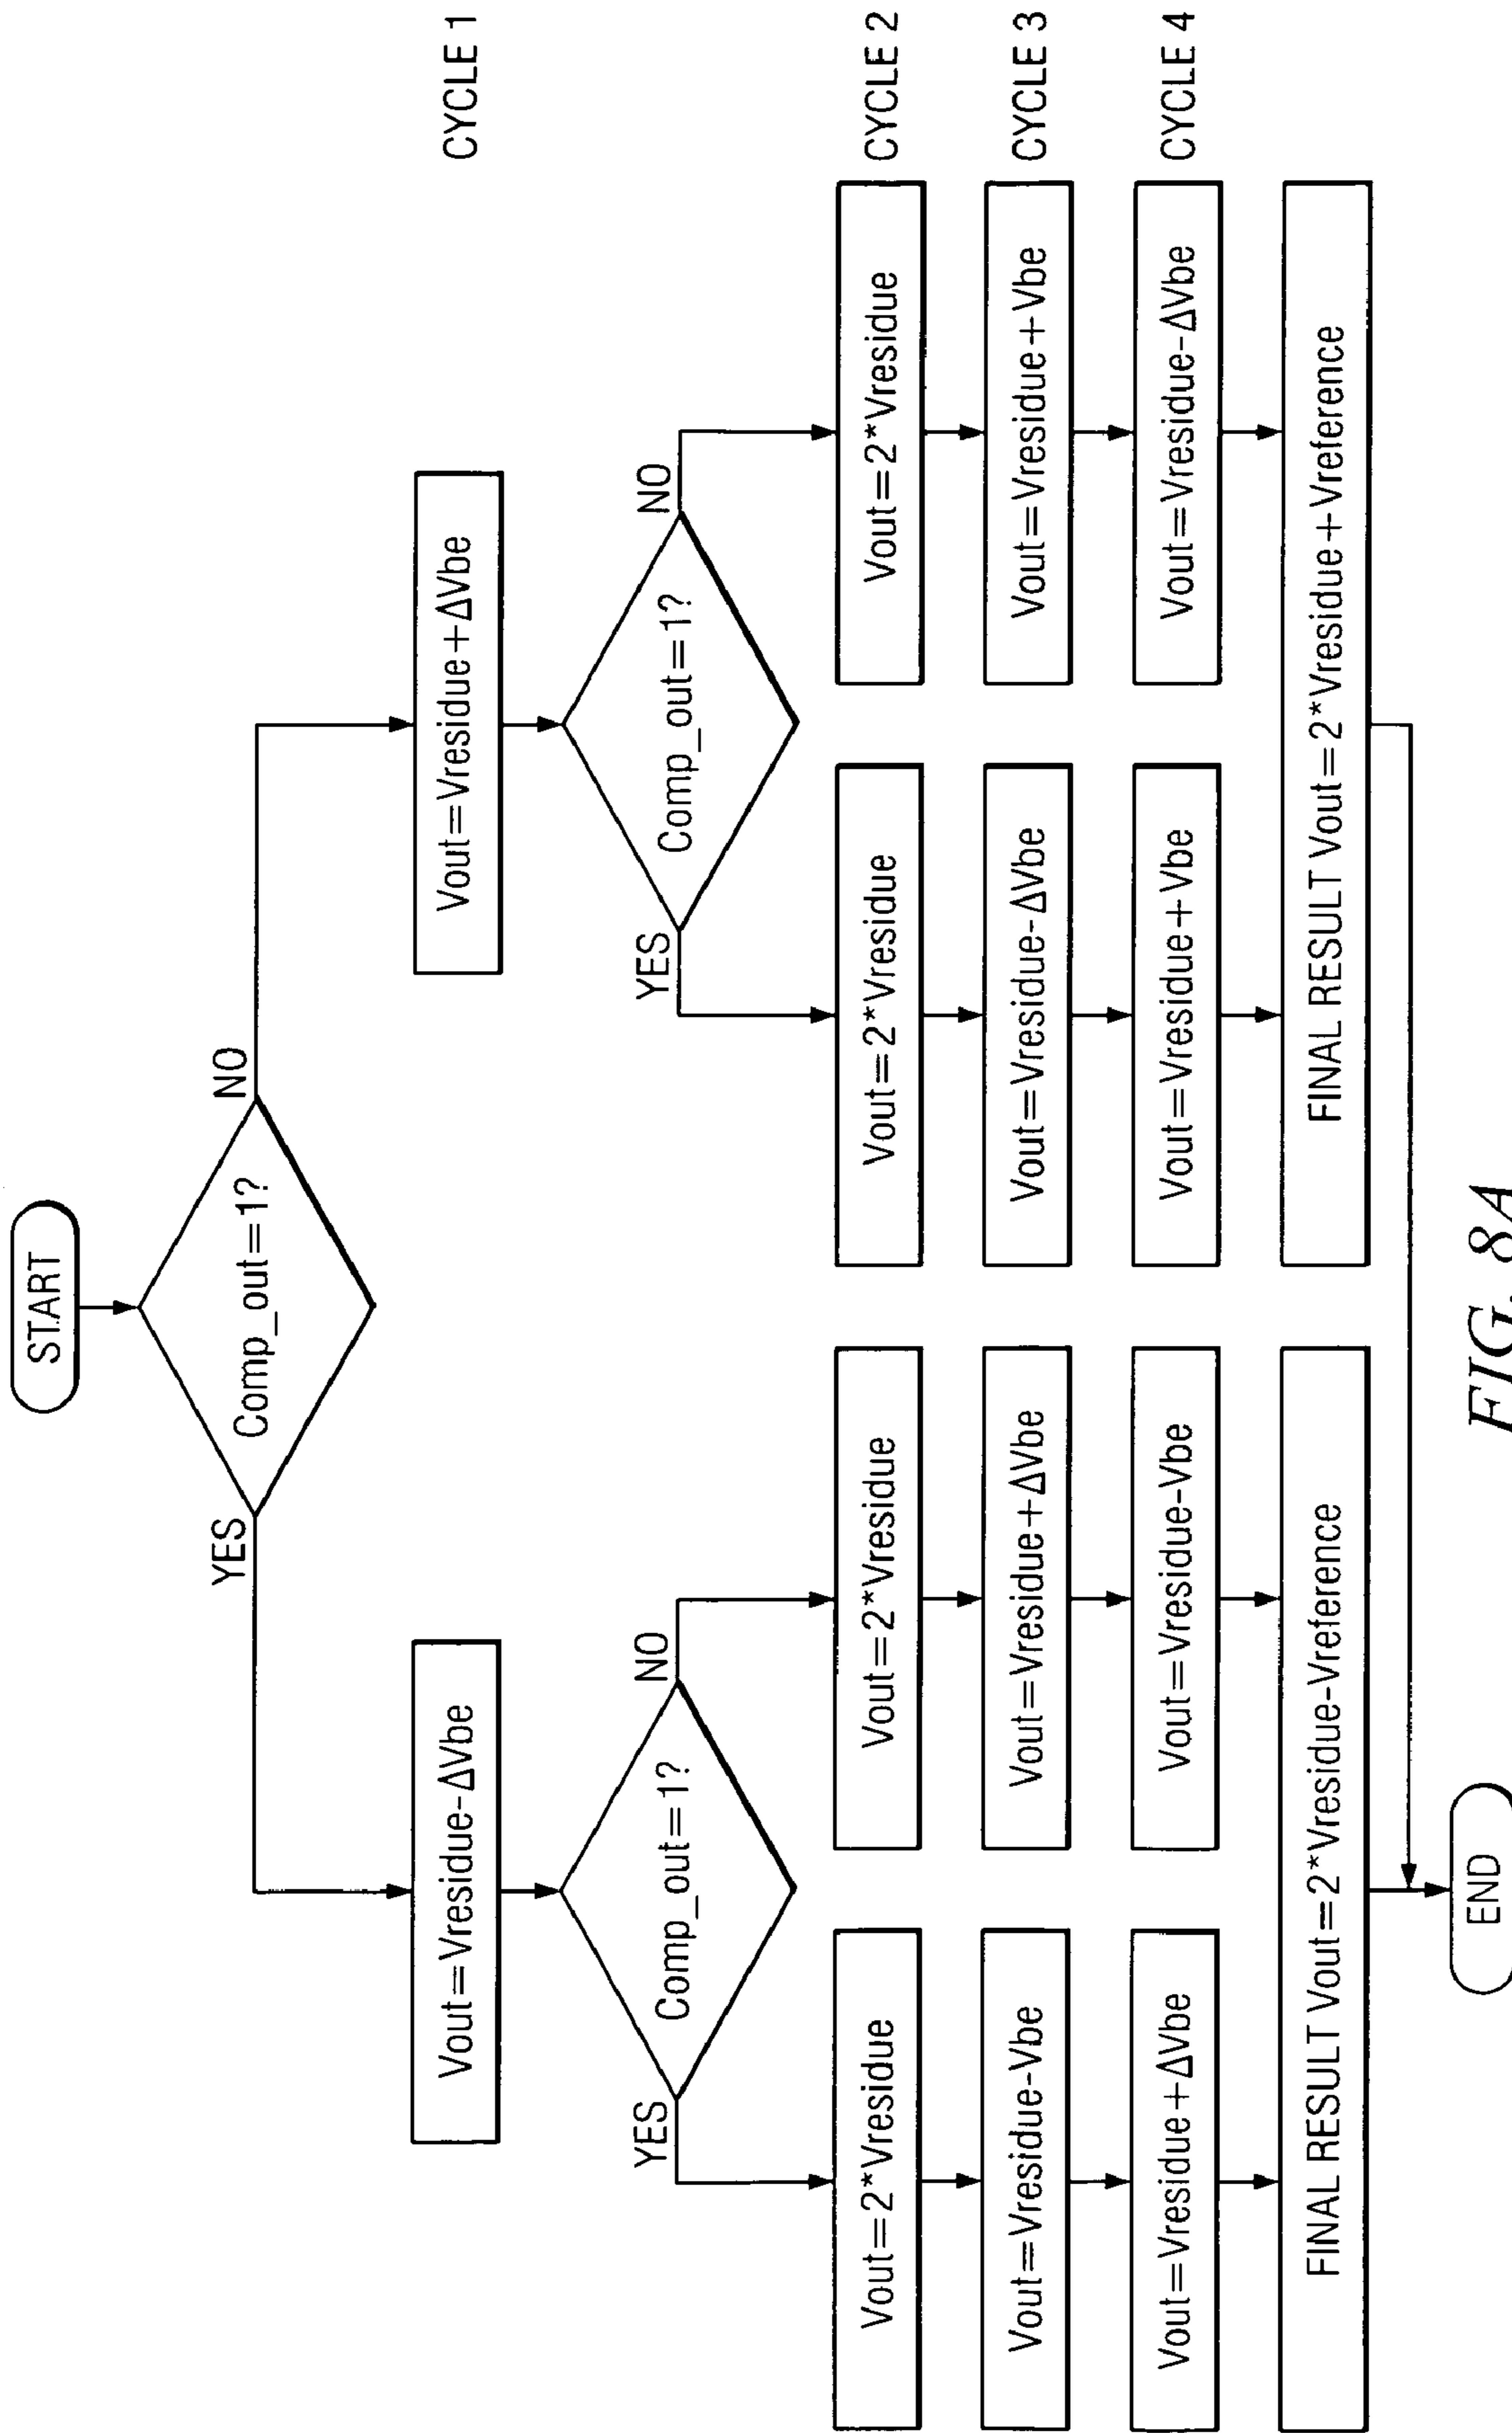 START
Comp_out=1?
YES
NO
Vout=Vresidue-ΔVbe
Vout=Vresidue+ΔVbe
CYCLE 1
Comp_out=1?
YES
NO
Comp_out=1?
YES
NO
Vout=2*Vresidue
Vout=2*Vresidue
Vout=2*Vresidue
Vout=2*Vresidue
CYCLE 2
Vout=Vresidue-Vbe
Vout=Vresidue+ΔVbe
Vout=Vresidue-ΔVbe
Vout=Vresidue+Vbe
CYCLE 3
Vout=Vresidue+ΔVbe
Vout=Vresidue-Vbe
Vout=Vresidue+Vbe
Vout=Vresidue-ΔVbe
CYCLE 4
FINAL RESULT Vout=2*Vresidue-Vreference
FINAL RESULT Vout=2*Vresidue+Vreference
END
FIG. 8A